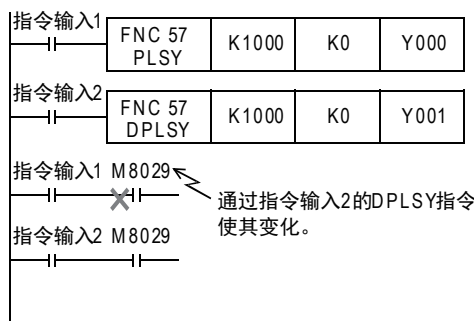 指令输入1
FNC 57
PLSY
K1000
K0
Y000
指令输入2
FNC 57
DPLSY
K1000
K0
Y001
指令输入1 M8029
通过指令输入2的DPLSY指令
使其变化。
指令输入2 M8029